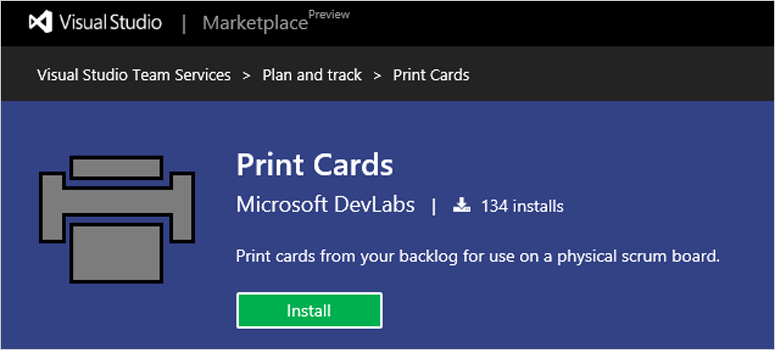 Visual Studio | Marketplace Preview
Visual Studio Team Services > Plan and track > Print Cards
Print Cards
Microsoft DevLabs | 134 installs
Print cards from your backlog for use on a physical scrum board.
Install